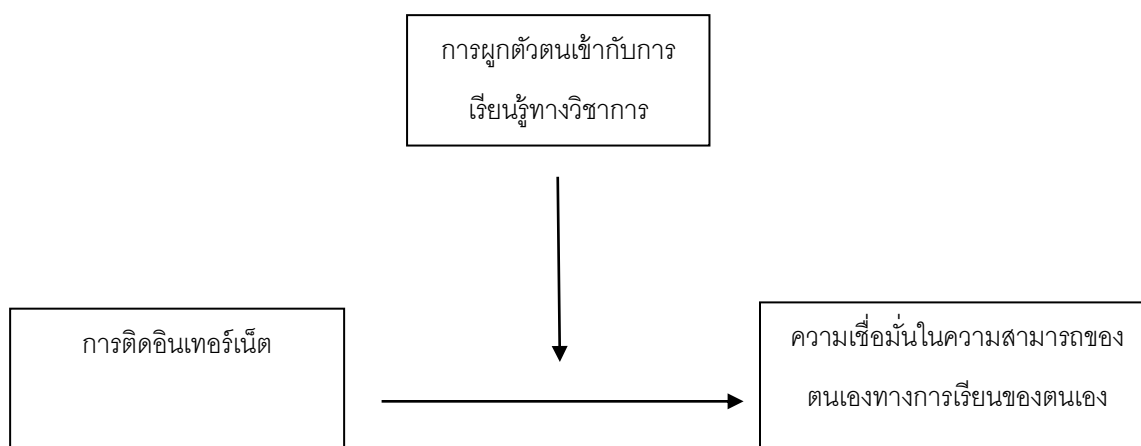 การผูกตัวตนเข้ากับการ
เรียนรู้ทางวิชาการ
การติดอินเทอร์เน็ต
ความเชื่อมั่นในความสามารถของ
ตนเองทางการเรียนของตนเอง